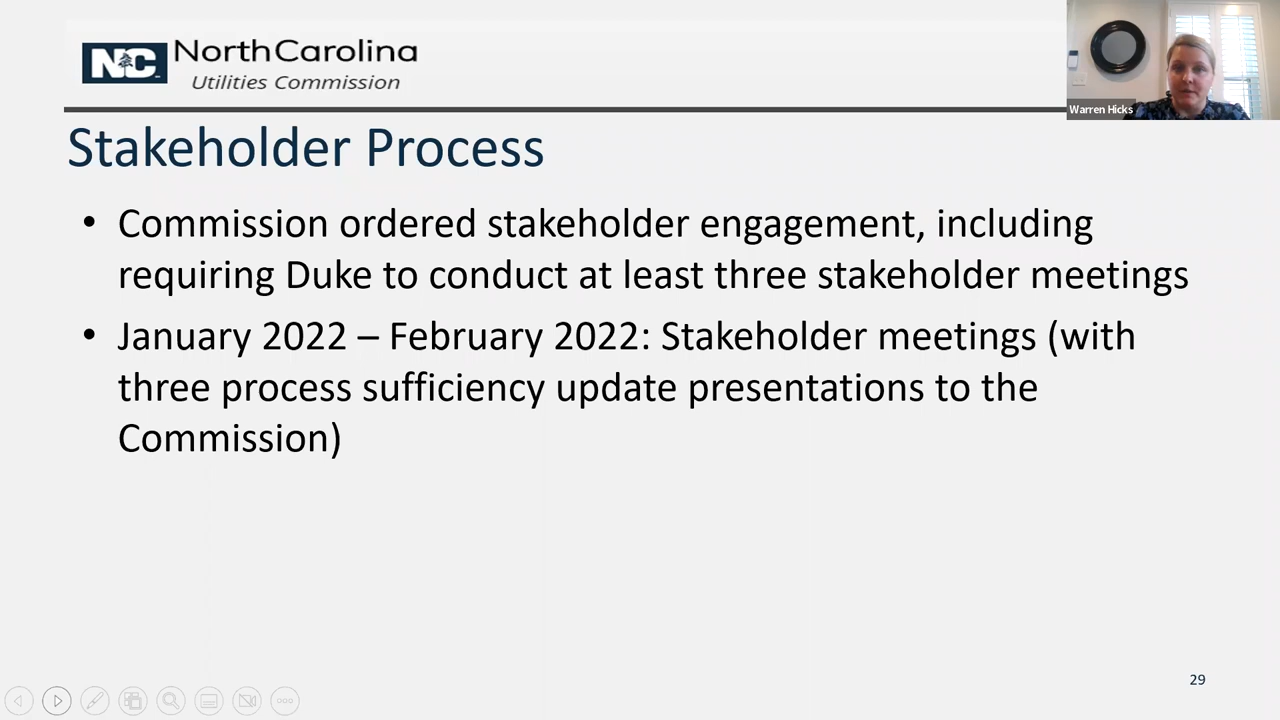 NC
NorthCarolina
Utilities Commission
Warren Hicks
Stakeholder Process
• Commission ordered stakeholder engagement, including
requiring Duke to conduct at least three stakeholder meetings
• January 2022 – February 2022: Stakeholder meetings (with
three process sufficiency update presentations to the
Commission)
29